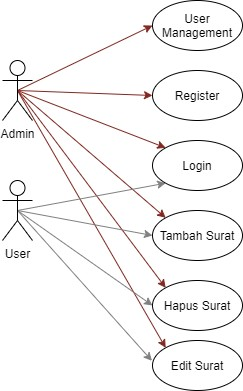 User
Management
Register
Admin
Login
Tambah Surat
User
Hapus Surat
Edit Surat